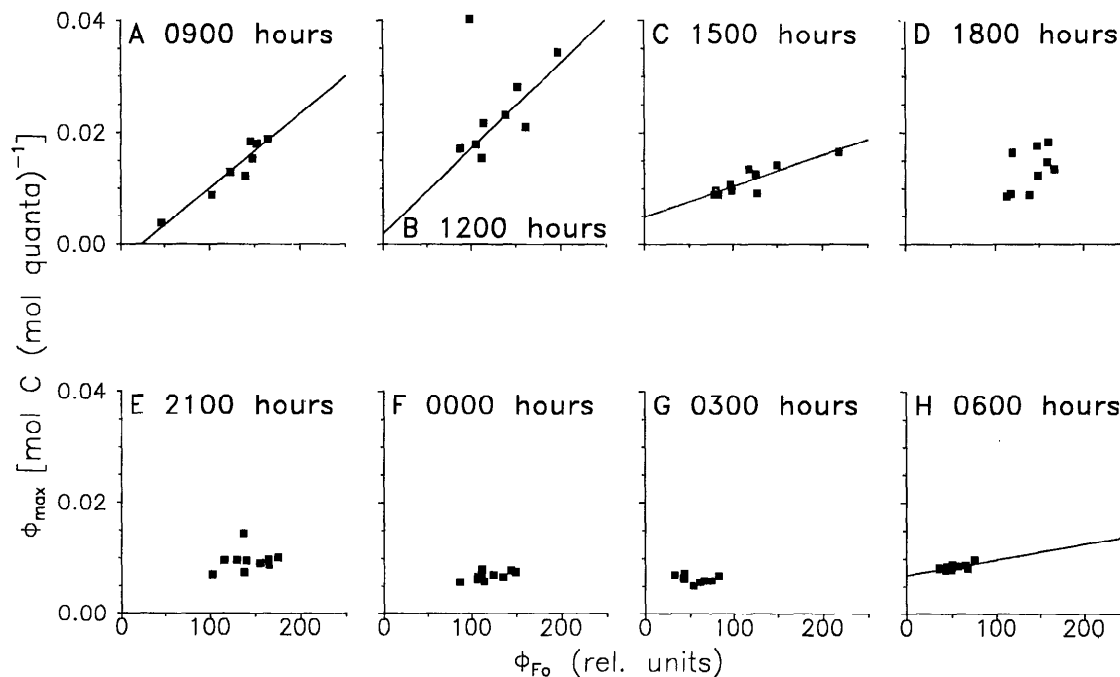 A 0900 hours
B 1200 hours
C 1500 hours
D 1800 hours
0.04
0.02
0.00
E 2100 hours
F 0000 hours
G 0300 hours
H 0600 hours
0.04
0.02
0.00
0 100 200
0 100 200
0 100 200
0 100 200
ϕmax [mol C (mol quanta)⁻¹]
ϕFo (rel. units)